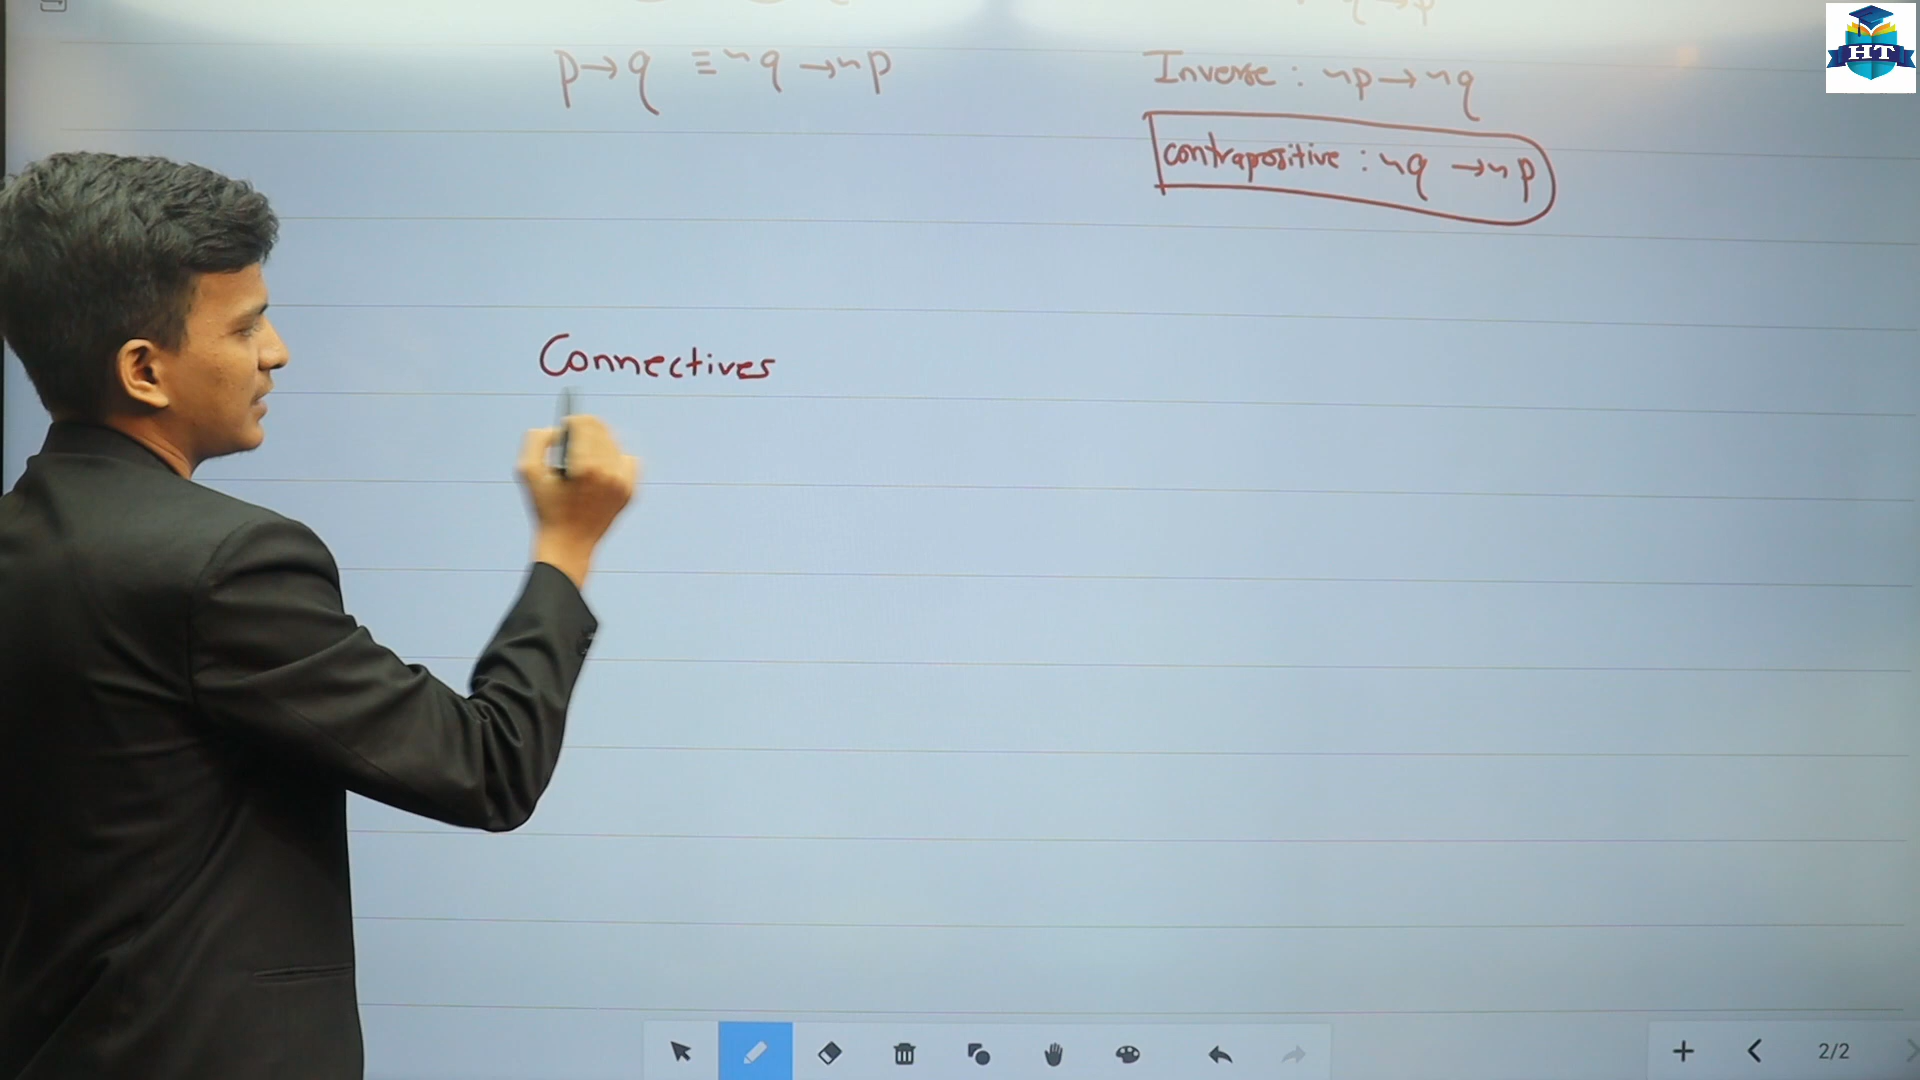 p→q ≡ ~q →~p
Inverse : ~p→~q
contrapositive : ~q →~p
Connectives
HT
2/2